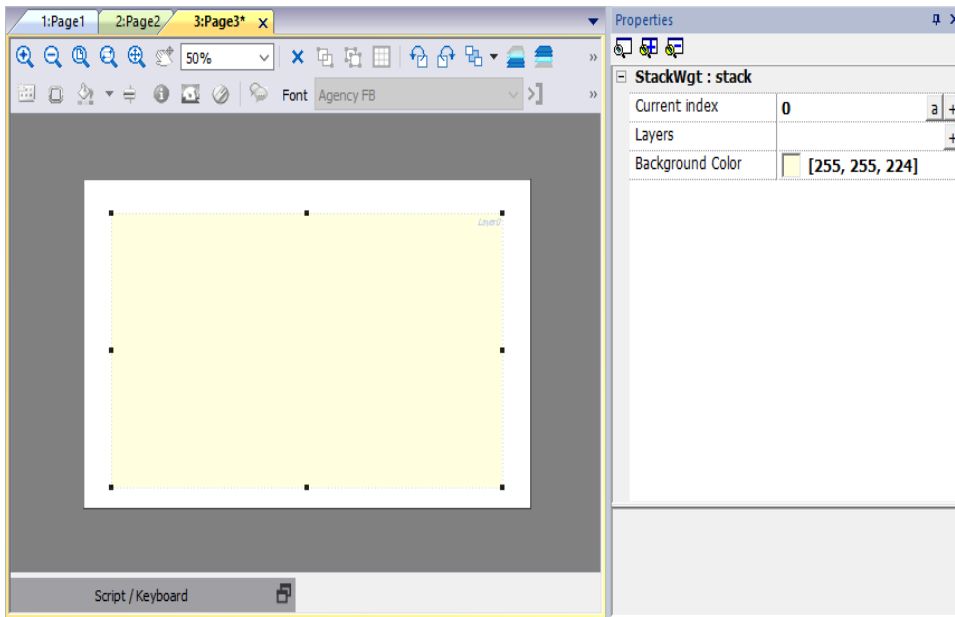 1:Page1 2:Page2 3:Page3* x
Properties
50%
Font Agency FB
StackWgt : stack
Current index 0 a +
Layers +
Background Color [255, 255, 224]
Layer0
Script / Keyboard